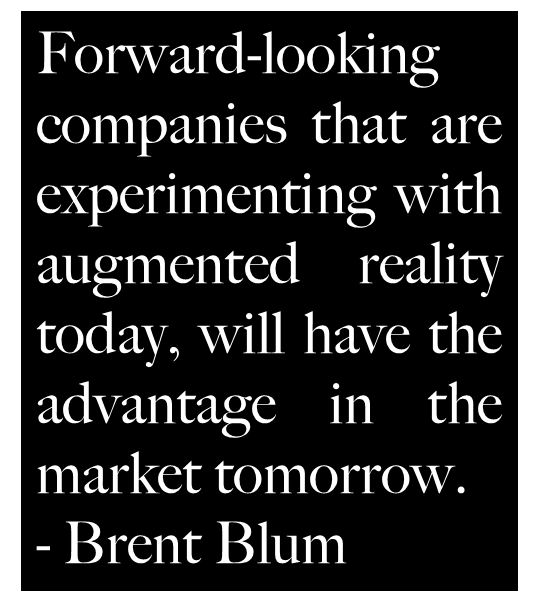 Forward-looking
companies that are
experimenting with
augmented reality
today, will have the
advantage in the
market tomorrow.
- Brent Blum